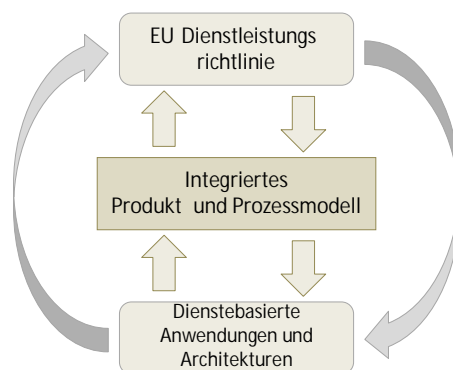 EU Dienstleistungs
richtlinie
Integriertes
Produkt und Prozessmodell
Dienstebasierte
Anwendungen und
Architekturen